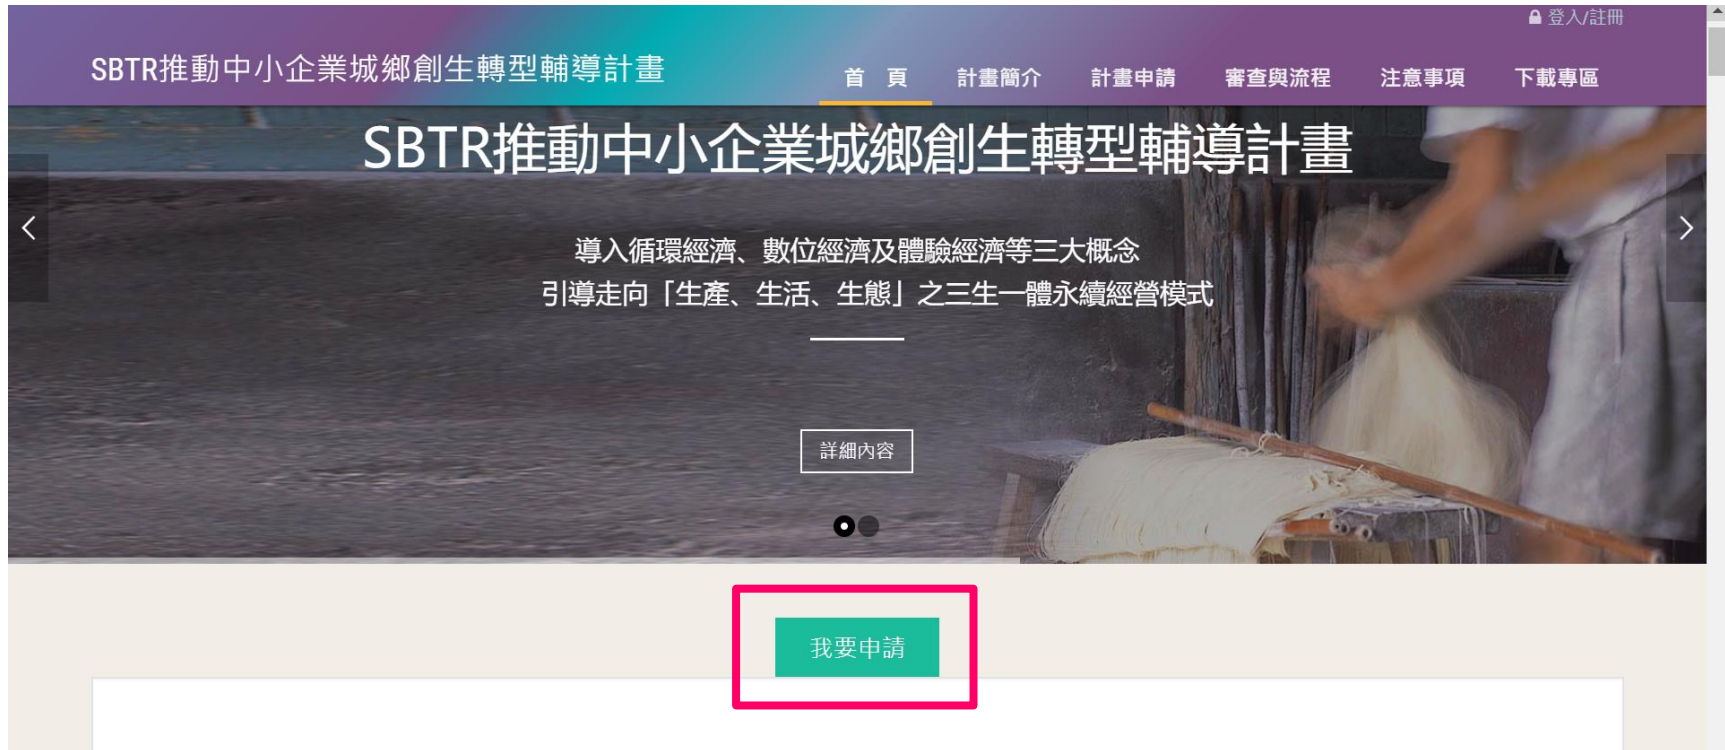 登入/註冊
SBTR推動中小企業城鄉創生轉型輔導計畫
首 頁 計畫簡介 計畫申請 審查與流程 注意事項 下載專區
SBTR推動中小企業城鄉創生轉型輔導計畫
導入循環經濟、數位經濟及體驗經濟等三大概念
引導走向「生產、生活、生態」之三生一體永續經營模式
詳細內容
我要申請